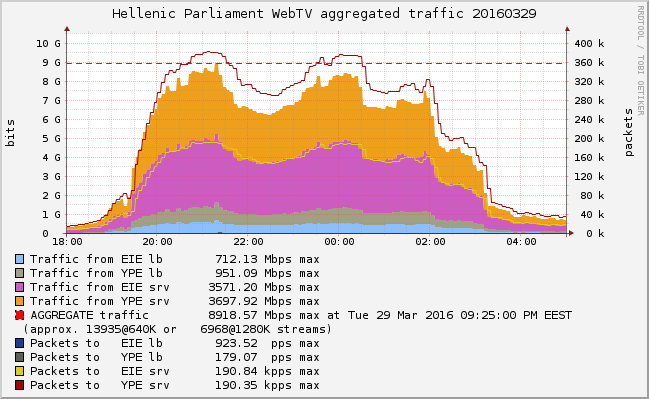 Hellenic Parliament WebTV aggregated traffic 20160329
RRDTOOL / TOBI OETIKER
bits
packets
10 G 400 k
9 G 360 k
8 G 320 k
7 G 280 k
6 G 240 k
5 G 200 k
4 G 160 k
3 G 120 k
2 G 80 k
1 G 40 k
0 0 k
18:00 20:00 22:00 00:00 02:00 04:00
Traffic from EIE lb 712.13 Mbps max
Traffic from YPE lb 951.09 Mbps max
Traffic from EIE srv 3571.20 Mbps max
Traffic from YPE srv 3697.92 Mbps max
AGGREGATE traffic 8918.57 Mbps max at Tue 29 Mar 2016 09:25:00 PM EEST
(approx. 13935@640K or 6968@1280K streams)
Packets to EIE lb 923.52 pps max
Packets to YPE lb 179.07 pps max
Packets to EIE srv 190.84 kpps max
Packets to YPE srv 190.35 kpps max